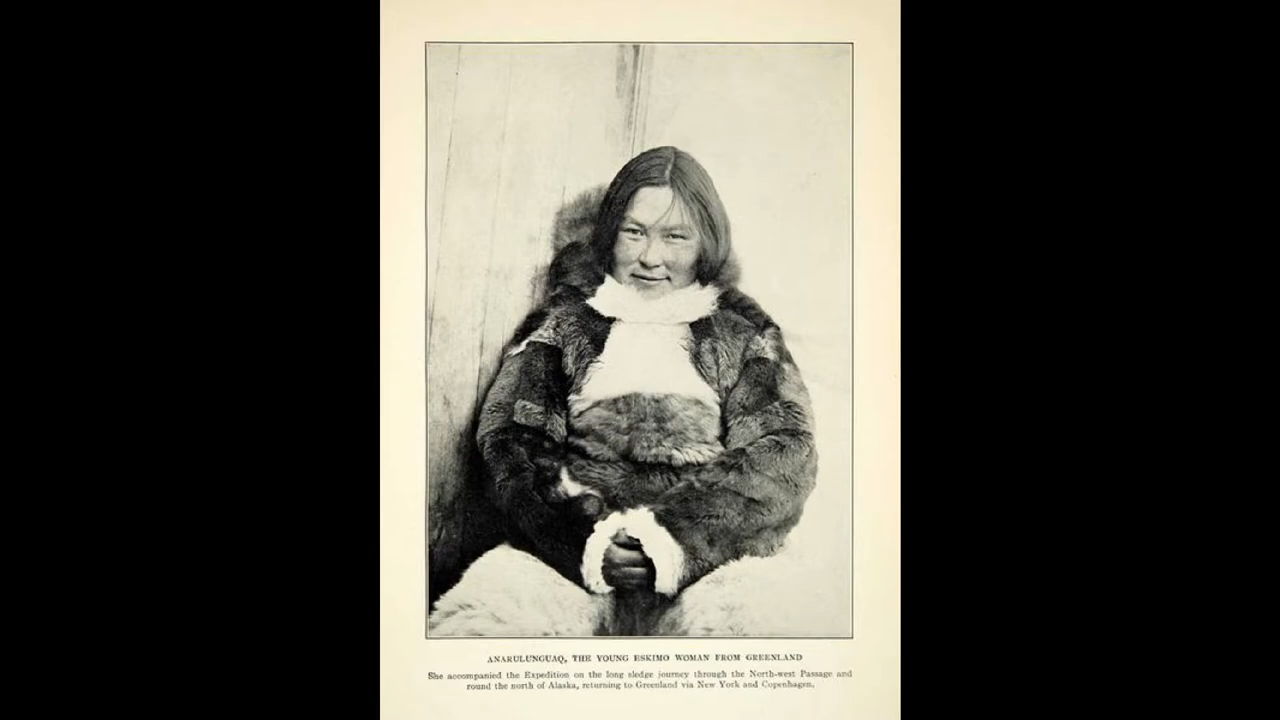 ANARULUNGUAQ, THE YOUNG ESKIMO WOMAN FROM GREENLAND
She accompanied the Expedition on the long sledge journey through the North-west Passage and
round the north of Alaska, returning to Greenland via New York and Copenhagen.